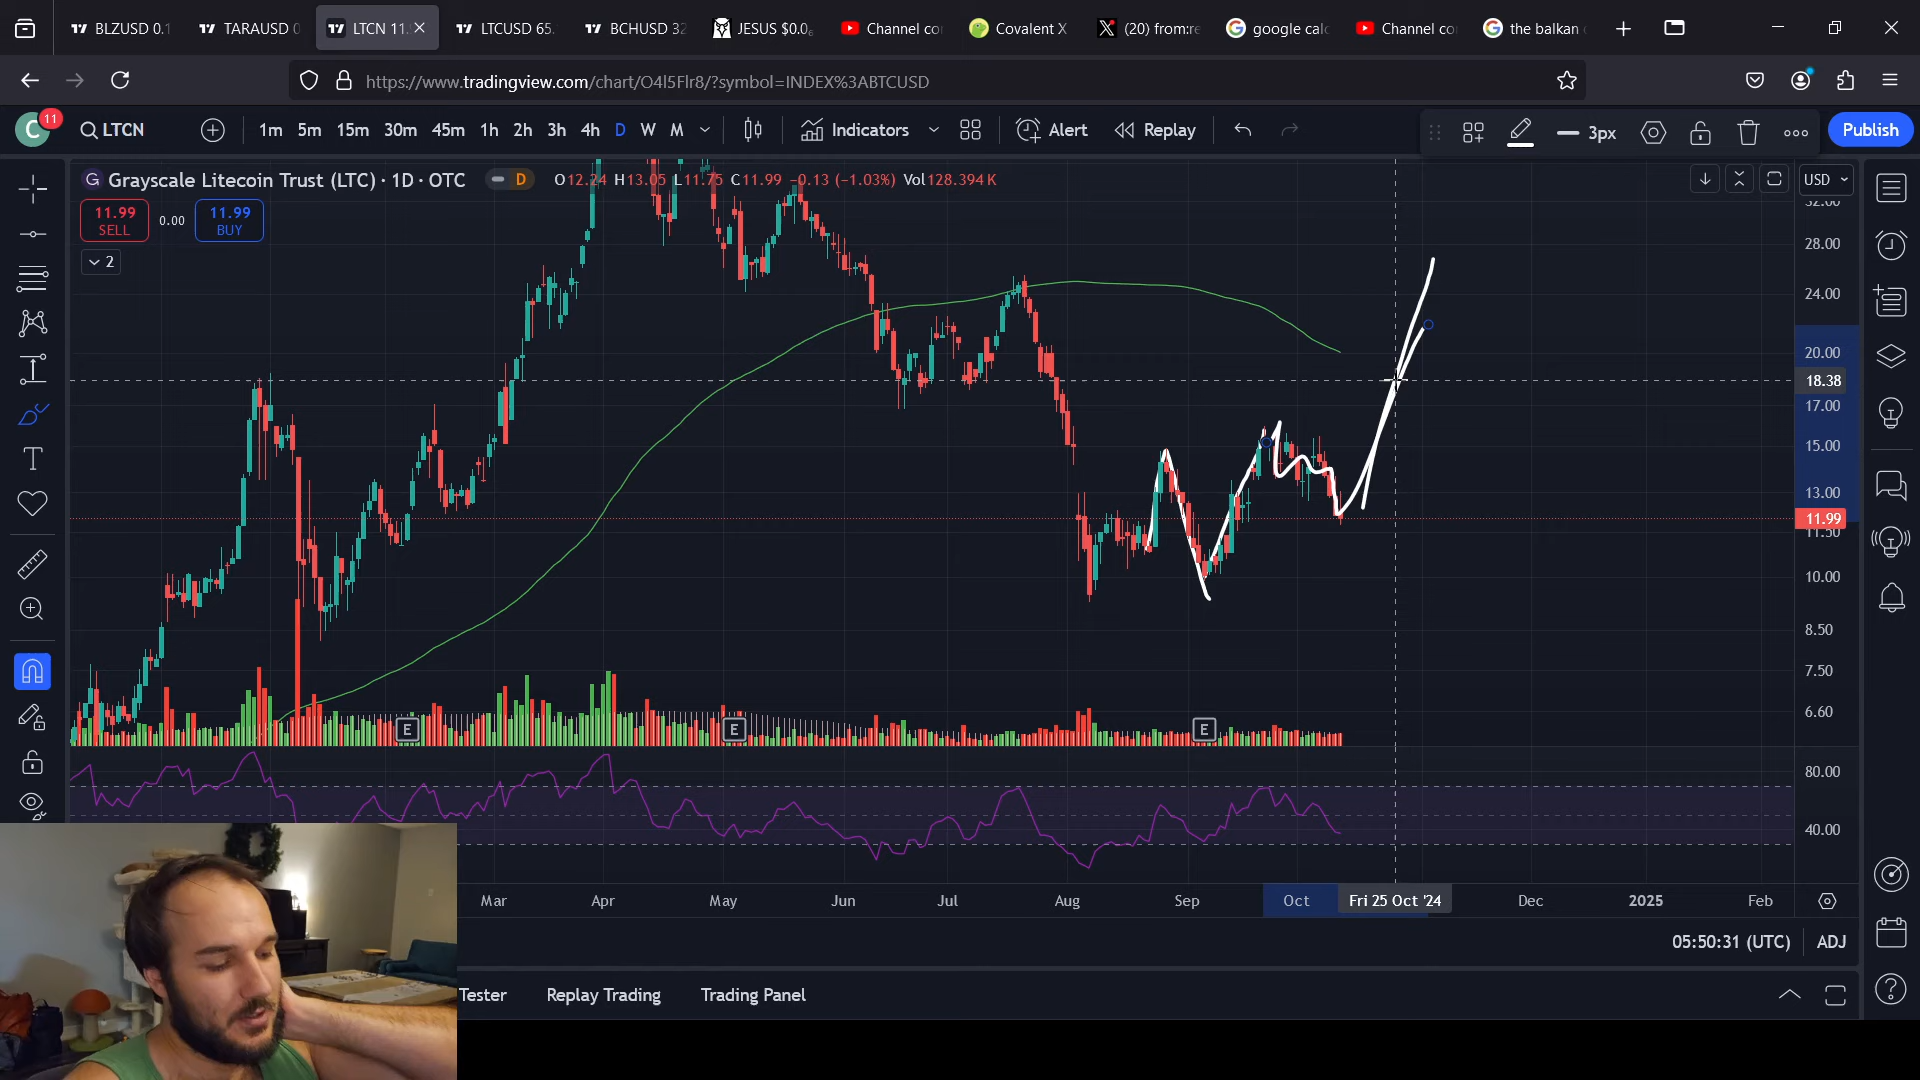 BLZUSD 0.1
TARAUSD 0
LTCN 11.
LTCUSD 65.
BCHUSD 32
JESUS $0.0₆
Channel co
Covalent X
(20) from:re
google calc
Channel co
the balkan
https://www.tradingview.com/chart/O4l5Flr8/?symbol=INDEX%3ABTCUSD
C
11
LTCN
1m 5m 15m 30m 45m 1h 2h 3h 4h D W M
Indicators
Alert
Replay
3px
Publish
G Grayscale Litecoin Trust (LTC) · 1D · OTC
D
O12.24 H13.05 L11.75 C11.99 −0.13 (−1.03%) Vol128.394 K
USD
11.99
SELL
0.00
11.99
BUY
2
32.00
28.00
24.00
20.00
18.38
17.00
15.00
13.00
11.99
11.50
10.00
8.50
7.50
6.60
E
E
E
80.00
40.00
Mar
Apr
May
Jun
Jul
Aug
Sep
Oct
Fri 25 Oct '24
Dec
2025
Feb
05:50:31 (UTC)
ADJ
Tester
Replay Trading
Trading Panel